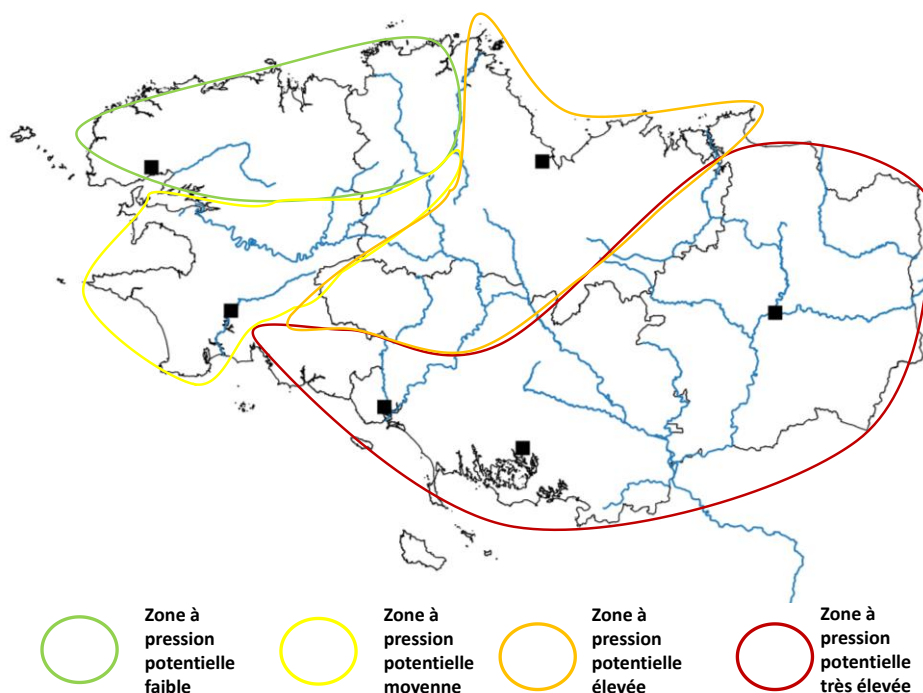 Zone à
pression
potentielle
faible
Zone à
pression
potentielle
moyenne
Zone à
pression
potentielle
élevée
Zone à
pression
potentielle
très élevée